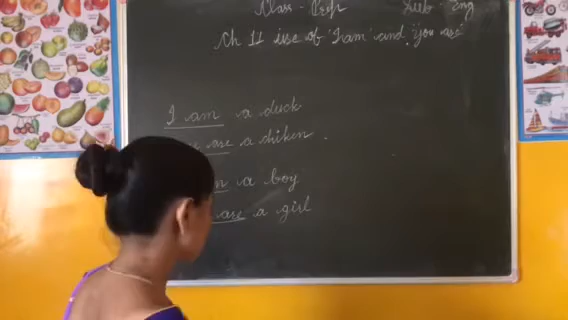 Class - Prep Sub - Eng
Ch 11 use of 'I am' and 'you are'
I am a duck
are a chiken.
a boy
are a girl